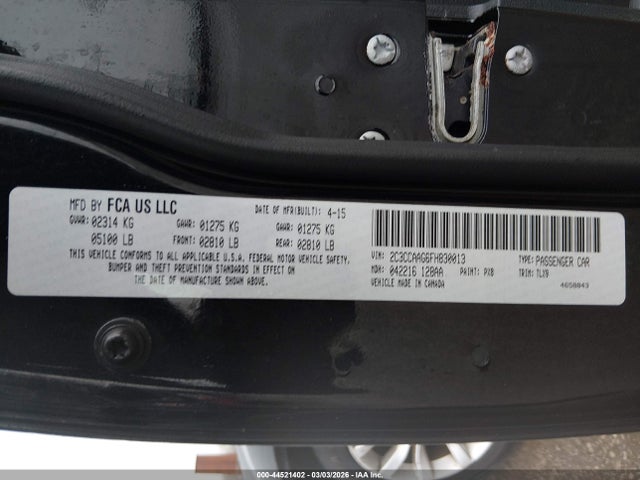 MFD BY FCA US LLC DATE OF MFR(BUILT): 4-15
GVWR: 02314 KG GAWR: 01275 KG GAWR: 01275 KG
05100 LB FRONT: 02810 LB REAR: 02810 LB
THIS VEHICLE CONFORMS TO ALL APPLICABLE U.S.A. FEDERAL MOTOR VEHICLE SAFETY,
BUMPER AND THEFT PREVENTION STANDARDS IN EFFECT ON
THE DATE OF MANUFACTURE SHOWN ABOVE.
VIN: 2C3CCAAG6FH830013 TYPE: PASSENGER CAR
MDH: 042216 128AA PAINT: PX8 TRIM: TLX9
VEHICLE MADE IN CANADA 4658843
000-44521402 - 03/03/2026 - IAA Inc.